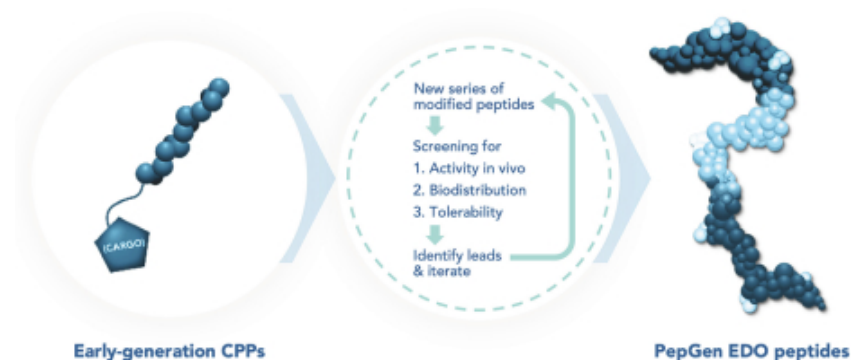 (CARGO)
New series of
modified peptides
Screening for
1. Activity in vivo
2. Biodistribution
3. Tolerability
Identify leads
& iterate
Early-generation CPPs
PepGen EDO peptides